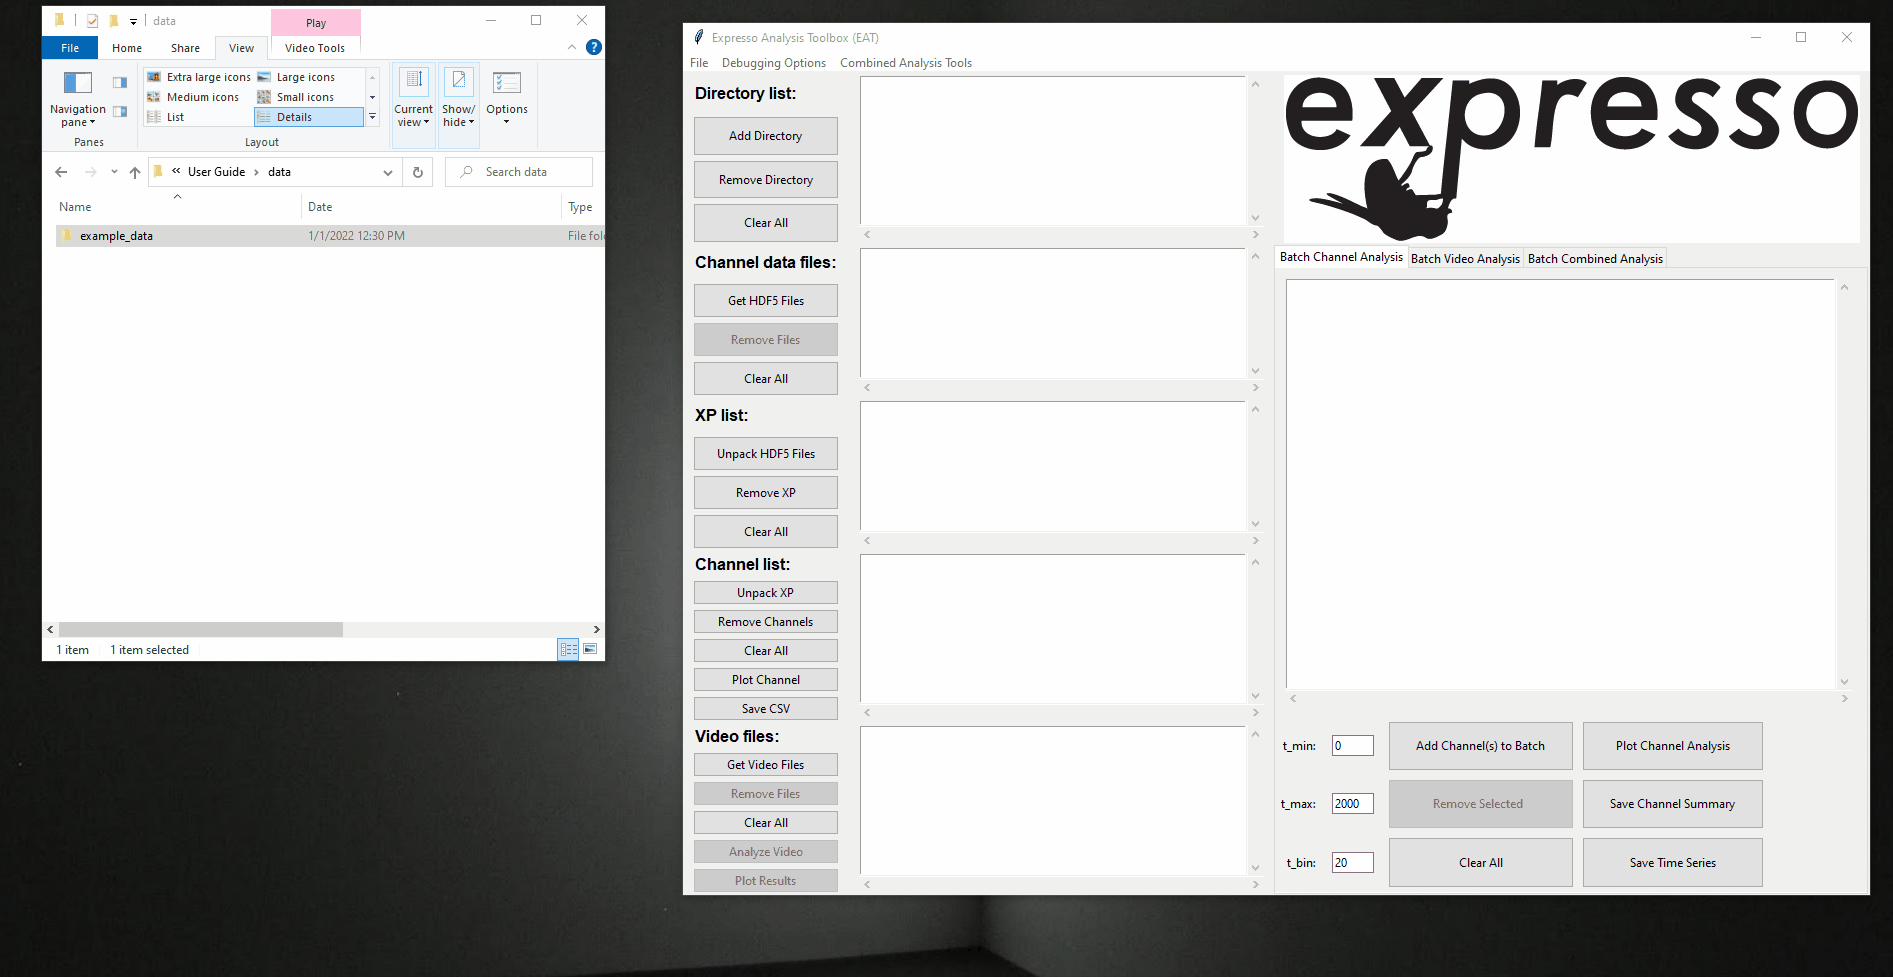 data
Play
File
Home
Share
View
Video Tools
Navigation pane
Extra large icons
Large icons
Medium icons
Small icons
List
Details
Current view
Show/ hide
Options
Panes
Layout
« User Guide > data
Search data
Name
Date
Type
example_data
1/1/2022 12:30 PM
File fol
1 item
1 item selected
Expresso Analysis Toolbox (EAT)
File
Debugging Options
Combined Analysis Tools
Directory list:
Add Directory
Remove Directory
Clear All
Channel data files:
Get HDF5 Files
Remove Files
Clear All
XP list:
Unpack HDF5 Files
Remove XP
Clear All
Channel list:
Unpack XP
Remove Channels
Clear All
Plot Channel
Save CSV
Video files:
Get Video Files
Remove Files
Clear All
Analyze Video
Plot Results
expresso
Batch Channel Analysis
Batch Video Analysis
Batch Combined Analysis
t_min:
0
Add Channel(s) to Batch
Plot Channel Analysis
t_max:
2000
Remove Selected
Save Channel Summary
t_bin:
20
Clear All
Save Time Series